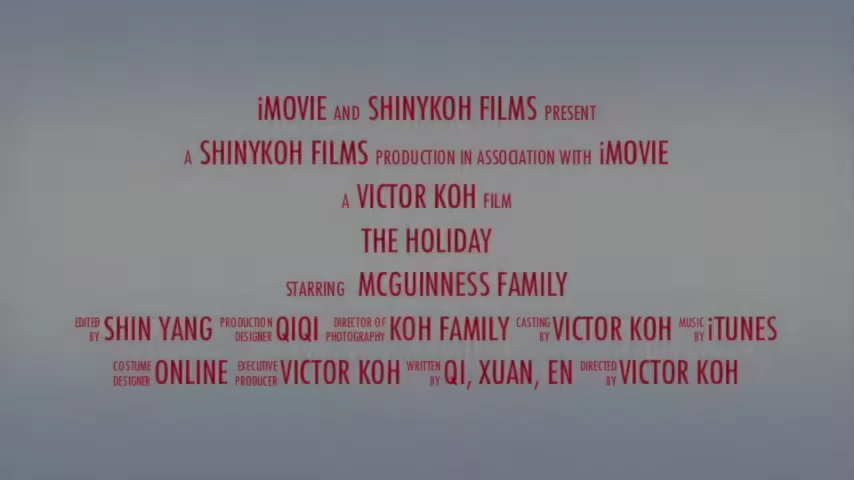 iMOVIE AND SHINYKOH FILMS PRESENT
A SHINYKOH FILMS PRODUCTION IN ASSOCIATION WITH iMOVIE
A VICTOR KOH FILM
THE HOLIDAY
STARRING MCGUINNESS FAMILY
EDITED BY SHIN YANG PRODUCTION DESIGNER QIQI DIRECTOR OF PHOTOGRAPHY KOH FAMILY CASTING BY VICTOR KOH MUSIC BY iTUNES
COSTUME DESIGNER ONLINE EXECUTIVE PRODUCER VICTOR KOH WRITTEN BY QI, XUAN, EN DIRECTED BY VICTOR KOH